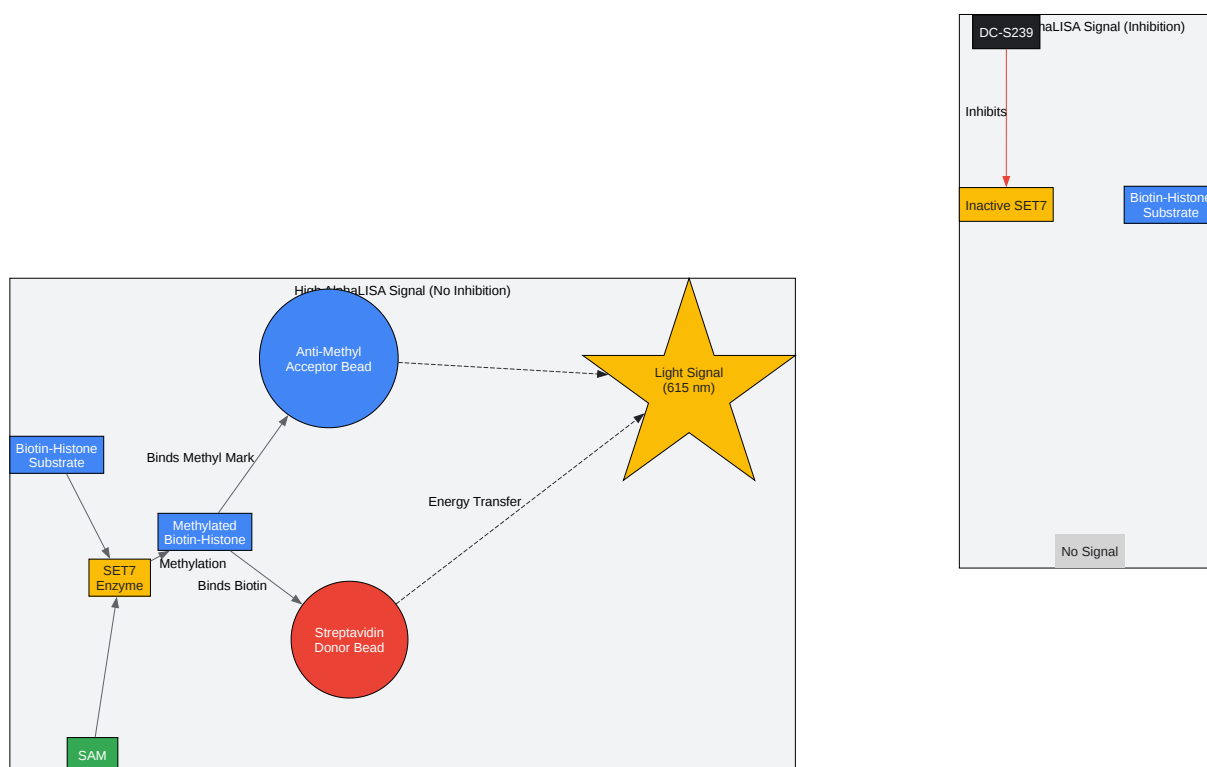 High AlphaLISA Signal (No Inhibition)
Anti-Methyl
Acceptor Bead
Light Signal
(615 nm)
Biotin-Histone
Substrate
Binds Methyl Mark
Energy Transfer
Methylated
Biotin-Histone
Methylation
SET7
Enzyme
Binds Biotin
Streptavidin
Donor Bead
SAM
DC-S239
Signal (Inhibition)
Inhibits
Inactive SET7
Biotin-Histone
Substrate
No Signal